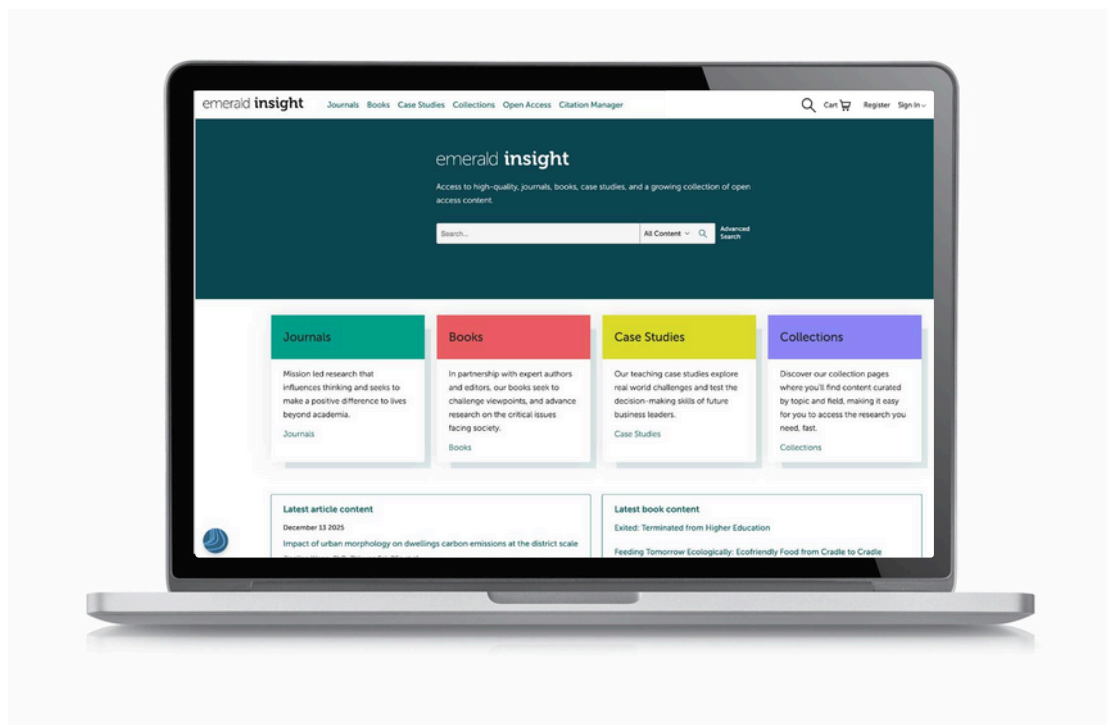 emerald insight
Journals Books Case Studies Collections Open Access Citation Manager
Cart
Register
Sign In
emerald insight
Access to high-quality, journals, books, case studies, and a growing collection of open
access content.
Search...
All Content
Advanced
Search
Journals
Mission led research that
influences thinking and seeks to
make a positive difference to lives
beyond academia.
Journals
Books
In partnership with expert authors
and editors, our books seek to
challenge viewpoints, and advance
research on the critical issues
facing society.
Books
Case Studies
Our teaching case studies explore
real world challenges and test the
decision-making skills of future
business leaders.
Case Studies
Collections
Discover our collection pages
where you'll find content curated
by topic and field, making it easy
for you to access the research you
need, fast.
Collections
Latest article content
December 13 2025
Impact of urban morphology on dwellings carbon emissions at the district scale
Latest book content
Exited: Terminated from Higher Education
Feeding Tomorrow Ecologically: Ecofriendly Food from Cradle to Cradle